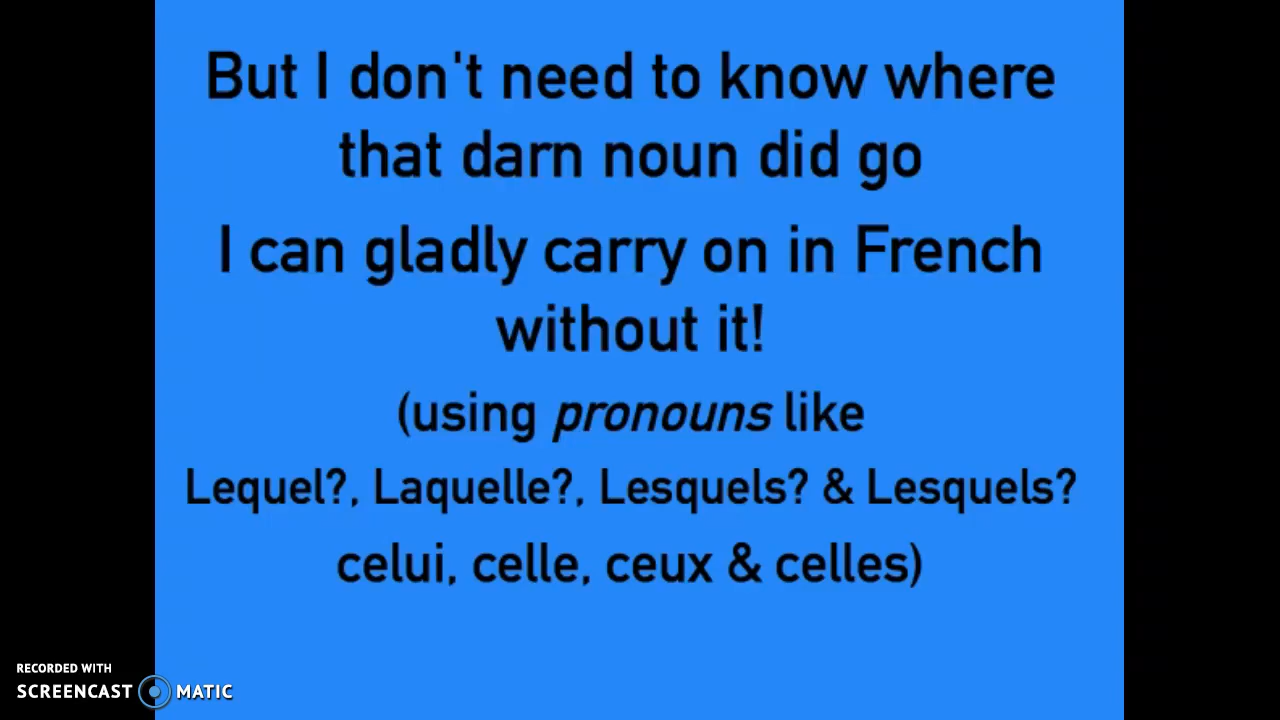 But I don't need to know where
that darn noun did go
I can gladly carry on in French
without it!
(using pronouns like
Lequel?, Laquelle?, Lesquels? & Lesquels?
celui, celle, ceux & celles)
RECORDED WITH
SCREENCAST MATIC